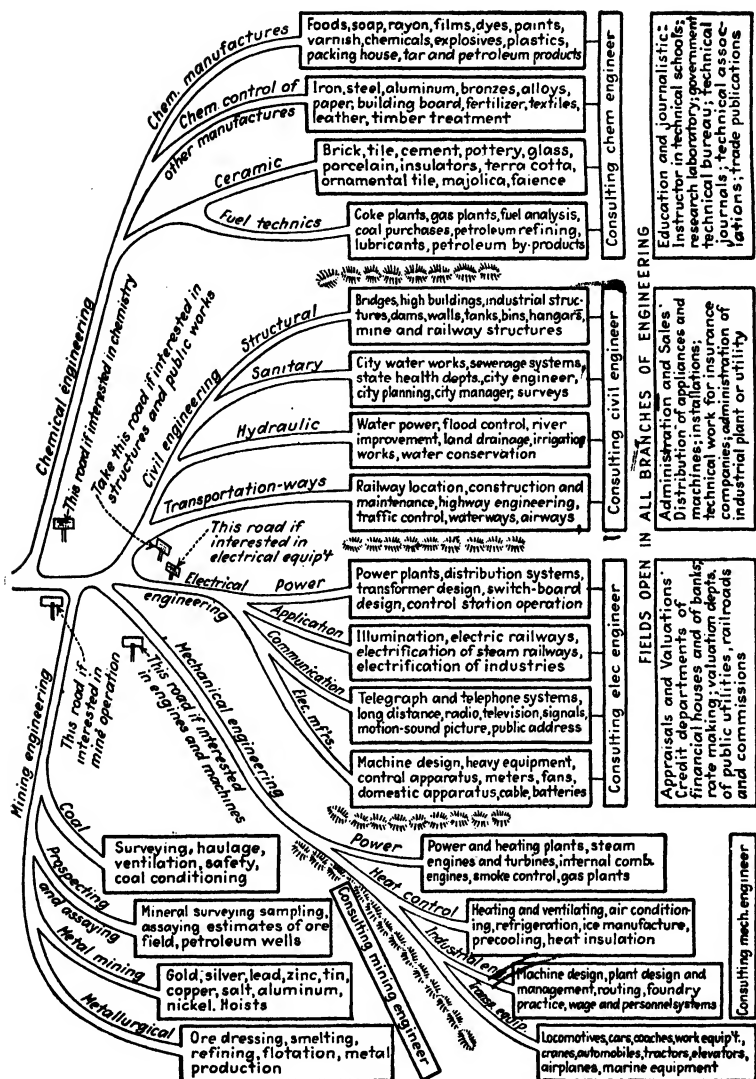 Chem. manufactures
Foods, soap, rayon, films, dyes, paints,
varnish, chemicals, explosives, plastics,
packing house, tar and petroleum products
Chem. control of
other manufactures
Iron, steel, aluminum, bronzes, alloys,
paper, building board, fertilizer, textiles,
leather, timber treatment
Ceramic
Brick, tile, cement, pottery, glass,
porcelain, insulators, terra cotta,
ornamental tile, majolica, faience
Fuel technics
Coke plants, gas plants, fuel analysis,
coal purchases, petroleum refining,
lubricants, petroleum by-products
Consulting chem engineer
Chemical engineering
This road if interested in chemistry
Take this road if interested in
structures and public works
Civil engineering
Structural
Bridges, high buildings, industrial struc-
tures, dams, walls, tanks, bins, hangars,
mine and railway structures
Sanitary
City water works, sewerage systems,
state health depts., city engineer,
city planning, city manager, surveys
Hydraulic
Water power, flood control, river
improvement, land drainage, irrigation
works, water conservation
Transportation-ways
Railway location, construction and
maintenance, highway engineering,
traffic control, waterways, airways
Consulting civil engineer
This road if
interested in
electrical equip't
Electrical
engineering
Power
Power plants, distribution systems,
transformer design, switch-board
design, control station operation
Application
Illumination, electric railways,
electrification of steam railways,
electrification of industries
Communication
Telegraph and telephone systems,
long distance, radio, television, signals,
motion-sound picture, public address
Elec. mfrs.
Machine design, heavy equipment,
control apparatus, meters, fans,
domestic apparatus, cable, batteries
Consulting elec engineer
FIELDS OPEN IN ALL BRANCHES OF ENGINEERING
Education and journalistic:
Instructor in technical schools;
research laboratory; government
technical bureau; technical
journals; technical assoc-
iations; trade publications
Administration and Sales:
Distribution of appliances and
machines; installations;
technical work for insurance
companies; administration of
industrial plant or utility
Appraisals and Valuations:
Credit departments of
financial houses and of banks;
rate making; valuation depts.
of public utilities, railroads
and commissions
Mechanical engineering
This road if interested
in engines and machines
Power
Power and heating plants, steam
engines and turbines, internal comb.
engines, smoke control, gas plants
Heat control
Heating and ventilating, air condition-
ing, refrigeration, ice manufacture,
precooling, heat insulation
Industrial eng.
Machine design, plant design and
management, routing, foundry
practice, wage and personnel systems
Transp. equip.
Locomotives, cars, coaches, work equip't.,
cranes, automobiles, tractors, elevators,
airplanes, marine equipment
Consulting mech. engineer
Mining engineering
This road if
interested in
mine operation
Coal
Surveying, haulage,
ventilation, safety,
coal conditioning
Prospecting
and assaying
Mineral surveying sampling,
assaying estimates of ore
field, petroleum wells
Metal mining
Gold, silver, lead, zinc, tin,
copper, salt, aluminum,
nickel. Hoists
Metallurgical
Ore dressing, smelting,
refining, flotation, metal
production
Consulting mining engineer